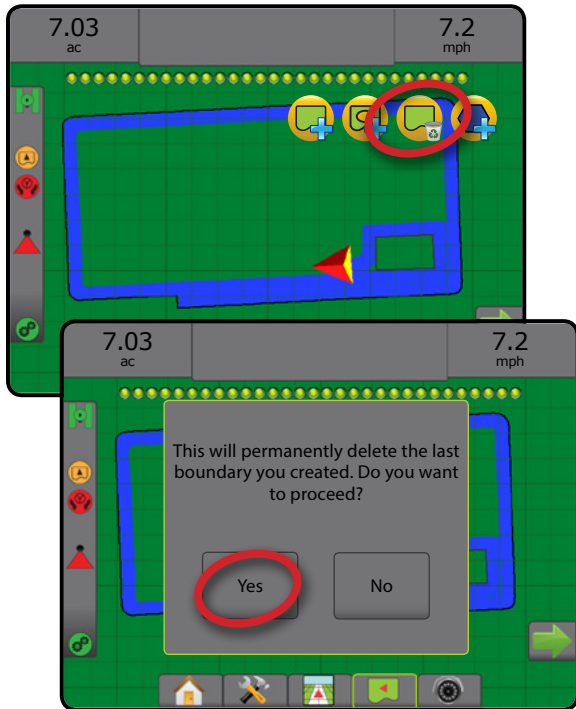 7.03
ac
7.2
mph
7.03
ac
7.2
mph
This will permanently delete the last
boundary you created. Do you want
to proceed?
Yes
No